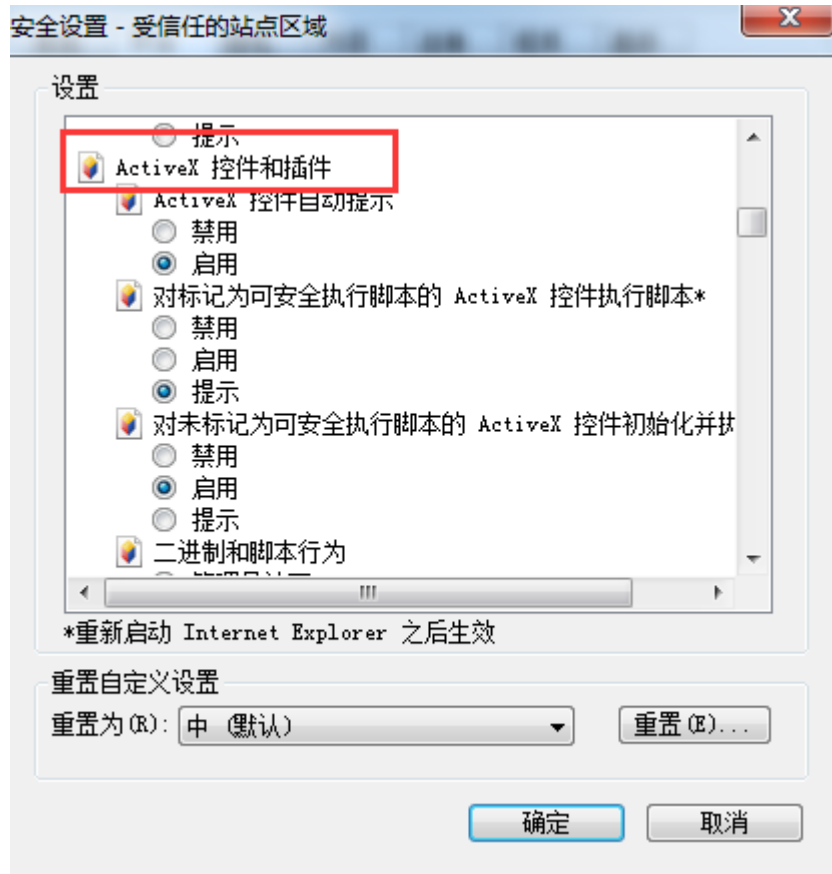 安全设置 - 受信任的站点区域
设置
提示
ActiveX 控件和插件
ActiveX 控件自动提示
禁用
启用
对标记为可安全执行脚本的 ActiveX 控件执行脚本*
禁用
启用
提示
对未标记为可安全执行脚本的 ActiveX 控件初始化并执
禁用
启用
提示
二进制和脚本行为
*重新启动 Internet Explorer 之后生效
重置自定义设置
重置为(R): 中 (默认) 重置(E)...
确定 取消